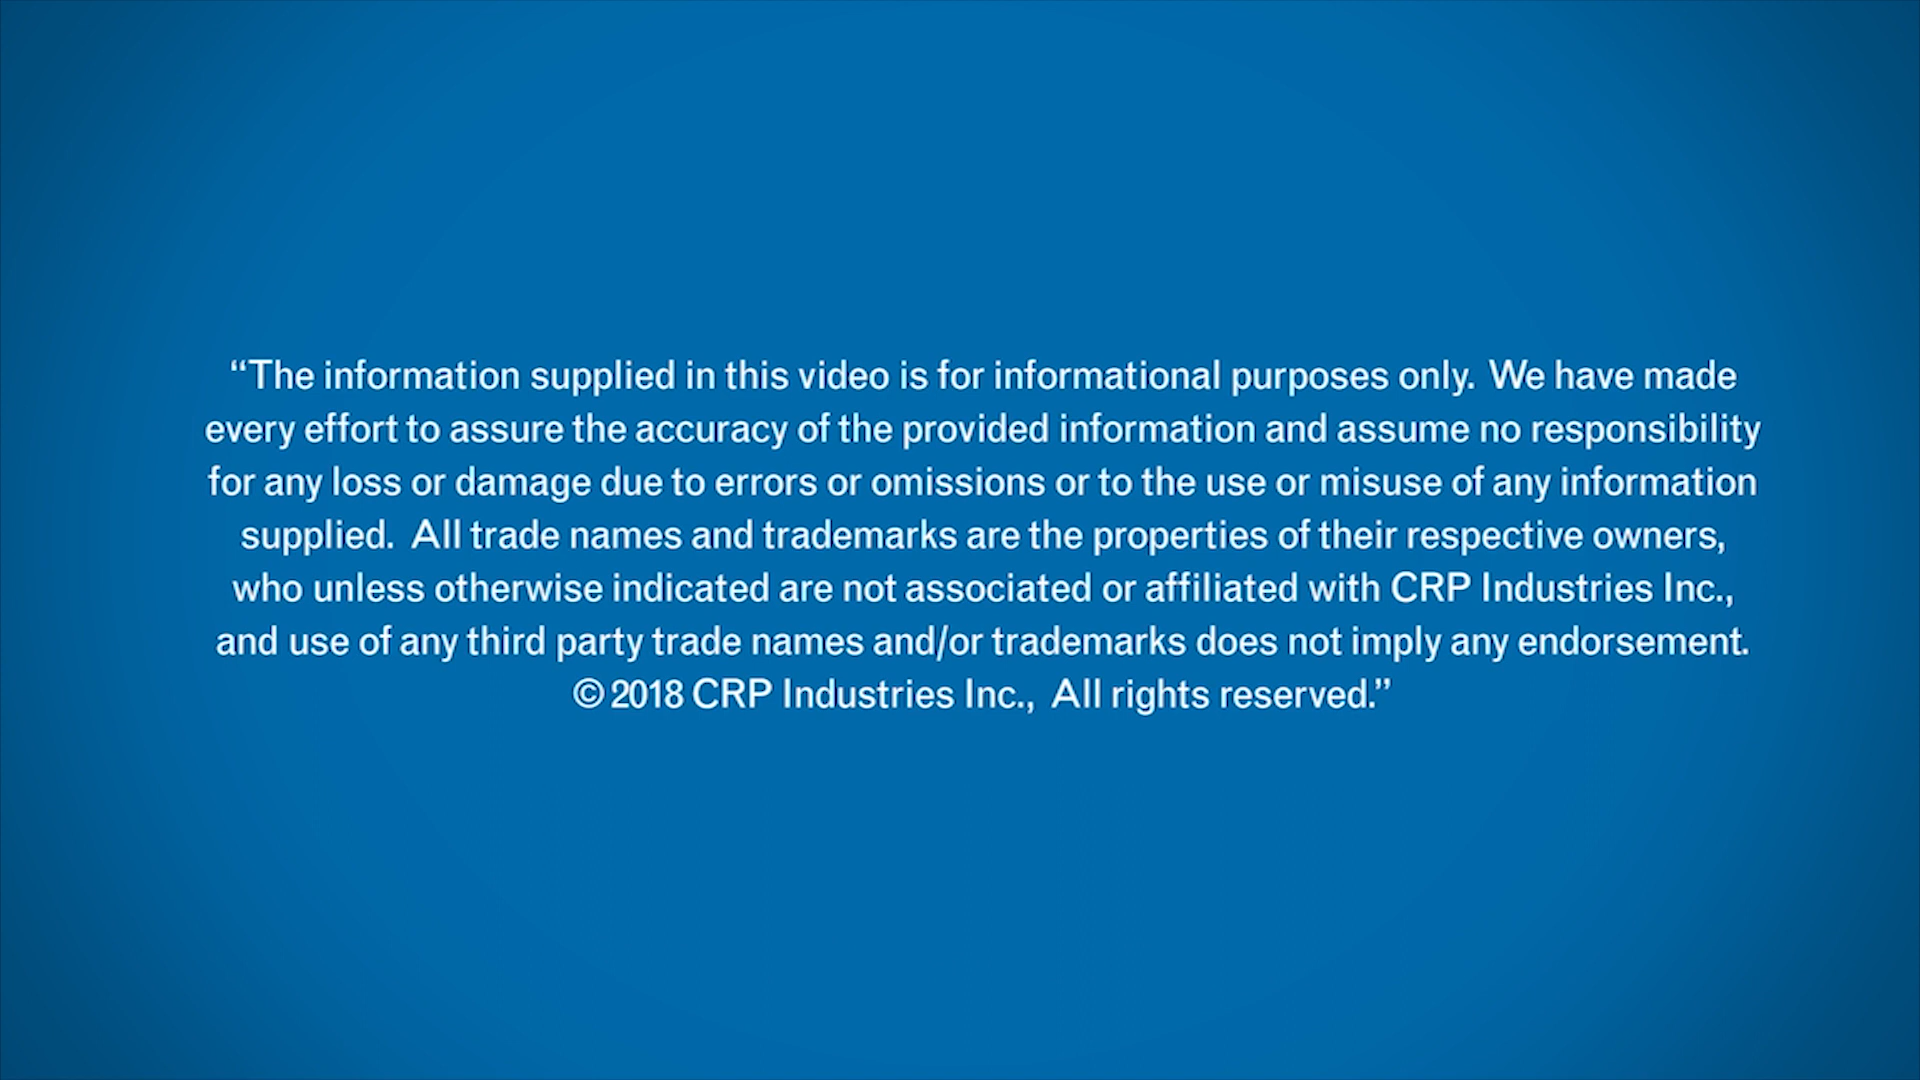 “The information supplied in this video is for informational purposes only. We have made
every effort to assure the accuracy of the provided information and assume no responsibility
for any loss or damage due to errors or omissions or to the use or misuse of any information
supplied. All trade names and trademarks are the properties of their respective owners,
who unless otherwise indicated are not associated or affiliated with CRP Industries Inc.,
and use of any third party trade names and/or trademarks does not imply any endorsement.
© 2018 CRP Industries Inc., All rights reserved.”